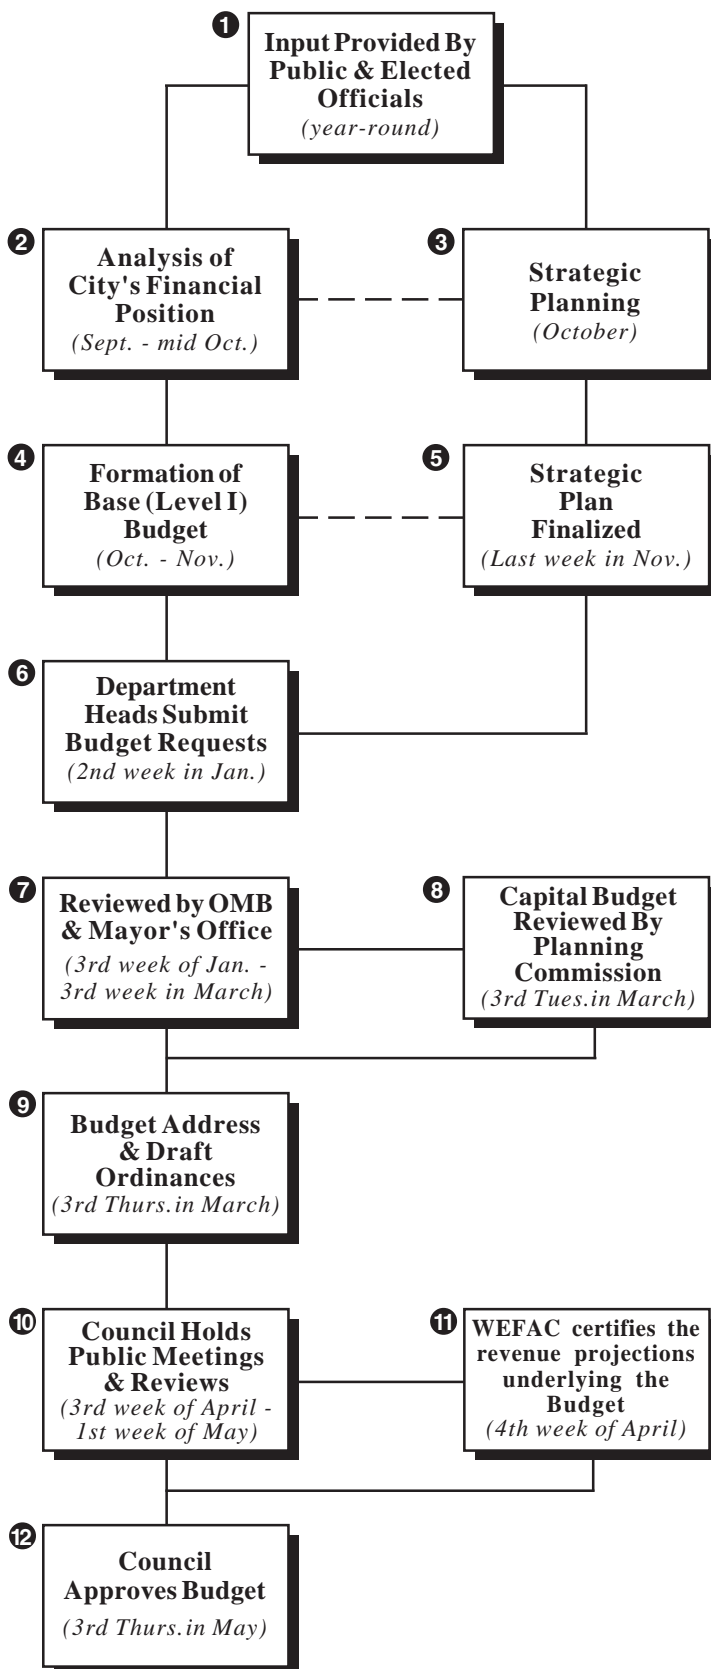 1
Input Provided By
Public & Elected
Officials
(year-round)
2
Analysis of
City's Financial
Position
(Sept. - mid Oct.)
3
Strategic
Planning
(October)
4
Formation of
Base (Level I)
Budget
(Oct. - Nov.)
5
Strategic
Plan
Finalized
(Last week in Nov.)
6
Department
Heads Submit
Budget Requests
(2nd week in Jan.)
7
Reviewed by OMB
& Mayor's Office
(3rd week of Jan. -
3rd week in March)
8
Capital Budget
Reviewed By
Planning
Commission
(3rd Tues.in March)
9
Budget Address
& Draft
Ordinances
(3rd Thurs.in March)
10
Council Holds
Public Meetings
& Reviews
(3rd week of April -
1st week of May)
11
WEFAC certifies the
revenue projections
underlying the
Budget
(4th week of April)
12
Council
Approves Budget
(3rd Thurs.in May)